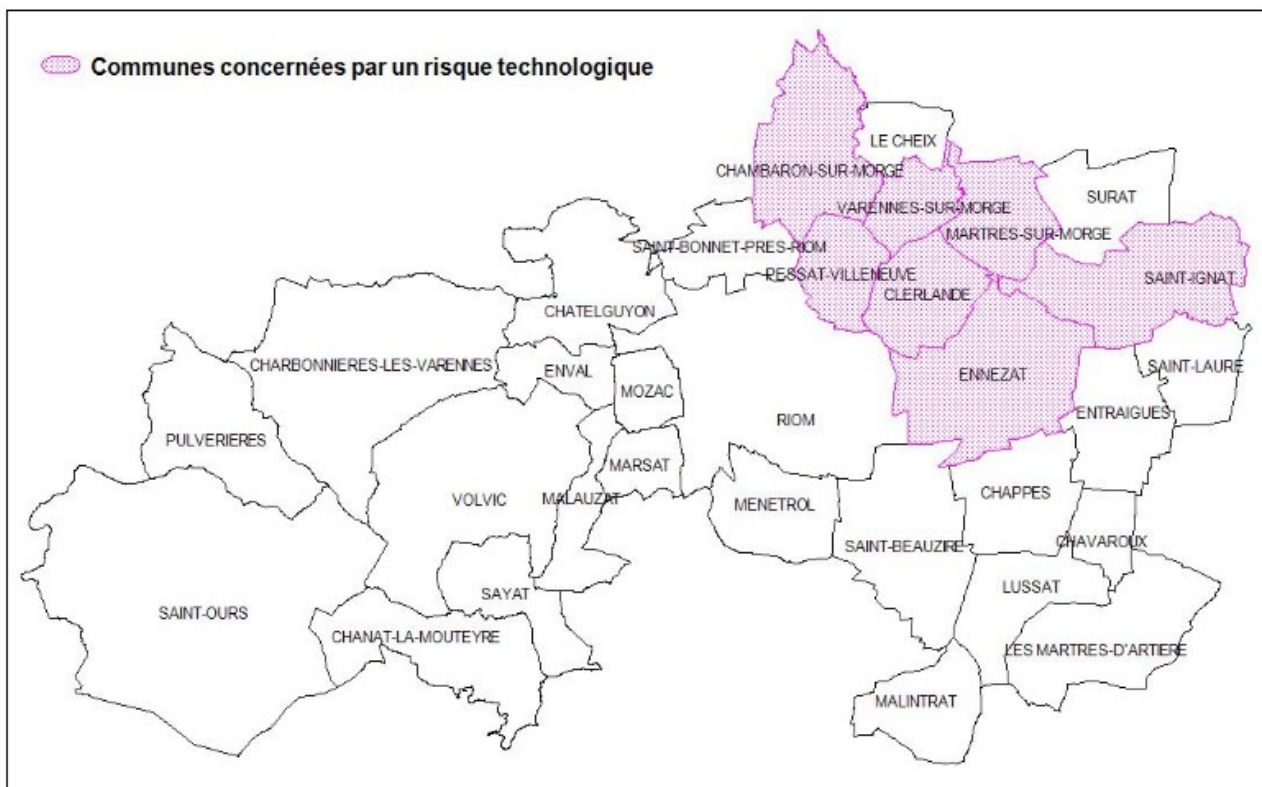 Communes concernées par un risque technologique
LE CHEIX
CHAMBARON-SUR-MORGE
SURAT
VARENNES-SUR-MORGE
MARTRES-SUR-MORGE
SAINT-BONNET-PRES-RIOM
PESSAT-VILLENEUVE
SAINT-IGNAT
CLERLANDE
CHATELGUYON
CHARBONNIERES-LES-VARENNES
ENVAL
SAINT-LAURE
ENNEZAT
MOZAC
ENTRAIGUES
RIOM
PULVERIERES
MARSAT
CHAPPES
VOLVIC
MALAUZAT
MENETROL
CHAVAROUX
SAINT-BEAUZIRE
LUSSAT
SAYAT
SAINT-OURS
CHANAT-LA-MOUTEYRE
LES MARTRES-D'ARTIERE
MALINTRAT